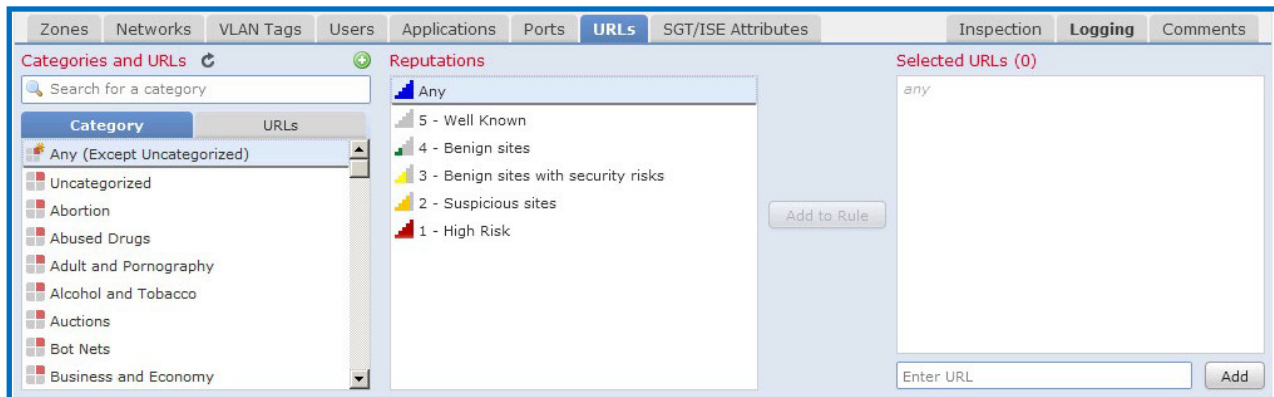 Zones Networks VLAN Tags Users Applications Ports URLs SGT/ISE Attributes Inspection Logging Comments
Categories and URLs
Search for a category
Category URLs
Any (Except Uncategorized)
Uncategorized
Abortion
Abused Drugs
Adult and Pornography
Alcohol and Tobacco
Auctions
Bot Nets
Business and Economy
Reputations
Any
5 - Well Known
4 - Benign sites
3 - Benign sites with security risks
2 - Suspicious sites
1 - High Risk
Add to Rule
Selected URLs (0)
any
Enter URL Add